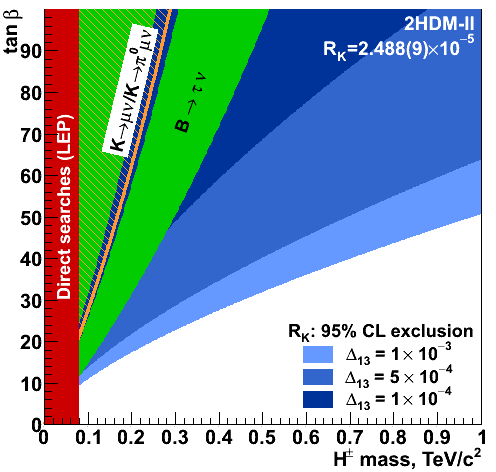 tan β
2HDM-II
R_K=2.488(9)×10⁻⁵
90
80
70
60
50
40
30
20
10
0
Direct searches (LEP)
K→μν/K→π⁰μν
B→τν
R_K: 95% CL exclusion
Δ₁₃ = 1× 10⁻³
Δ₁₃ = 5× 10⁻⁴
Δ₁₃ = 1× 10⁻⁴
0 0.1 0.2 0.3 0.4 0.5 0.6 0.7 0.8 0.9 1
H± mass, TeV/c²